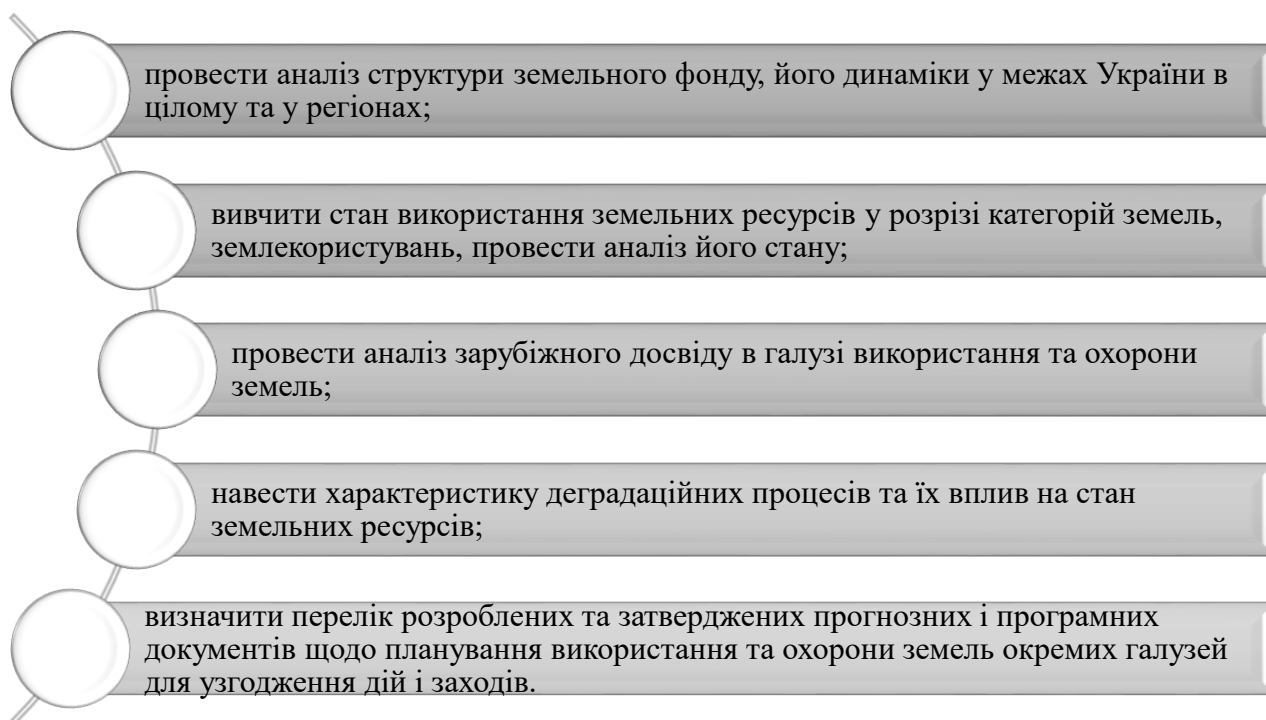 провести аналіз структури земельного фонду, його динаміки у межах України в
цілому та у регіонах;
вивчити стан використання земельних ресурсів у розрізі категорій земель,
землекористувань, провести аналіз його стану;
провести аналіз зарубіжного досвіду в галузі використання та охорони
земель;
навести характеристику деградаційних процесів та їх вплив на стан
земельних ресурсів;
визначити перелік розроблених та затверджених прогнозних і програмних
документів щодо планування використання та охорони земель окремих галузей
для узгодження дій і заходів.